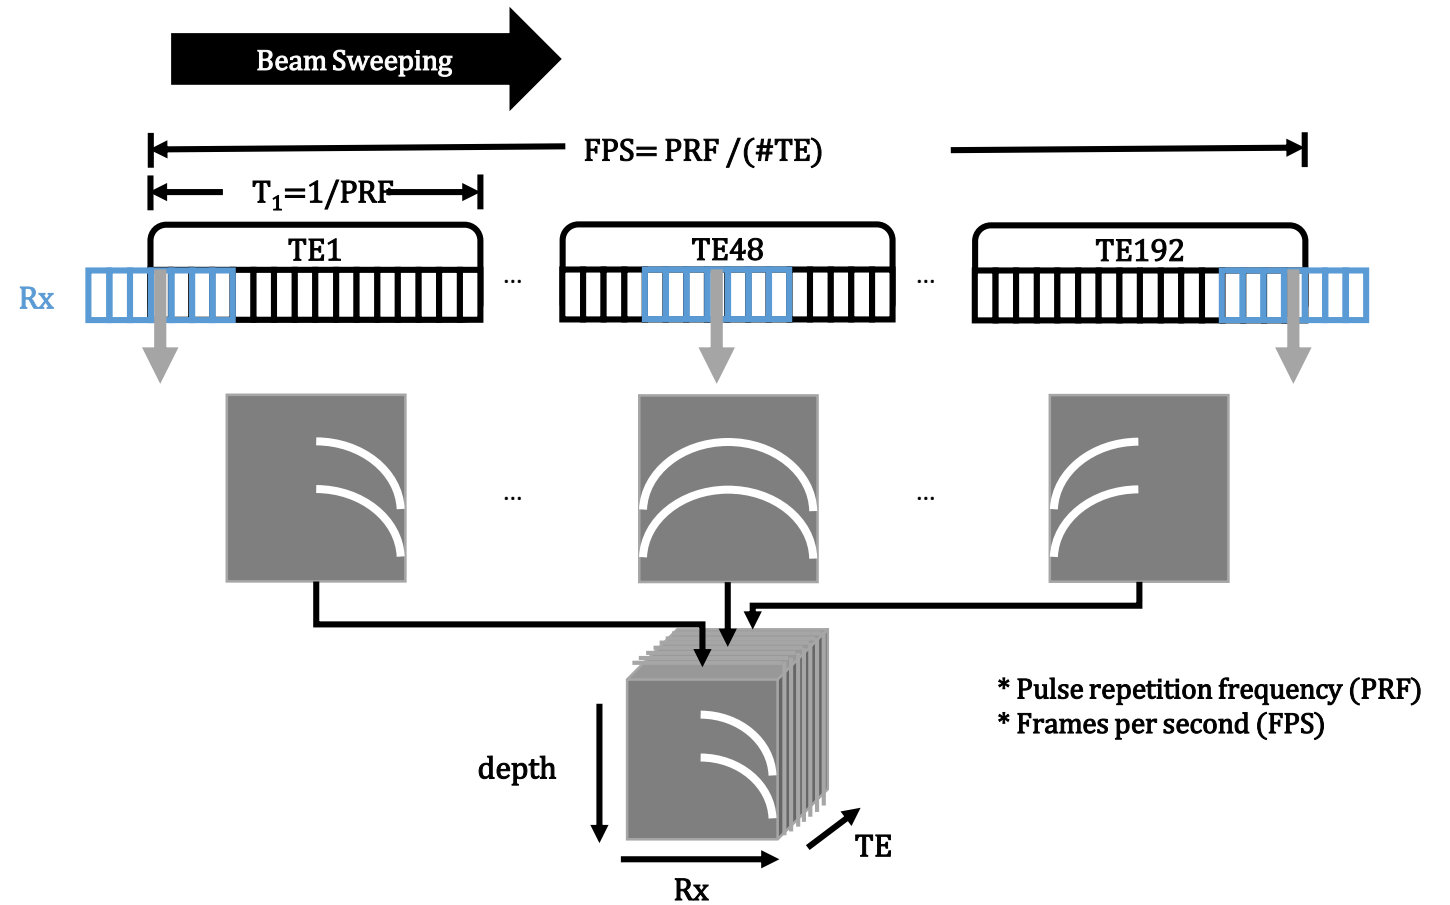 Beam Sweeping
FPS= PRF /(#TE)
T1=1/PRF
TE1
TE48
TE192
Rx
...
...
...
...
* Pulse repetition frequency (PRF)
* Frames per second (FPS)
depth
TE
Rx